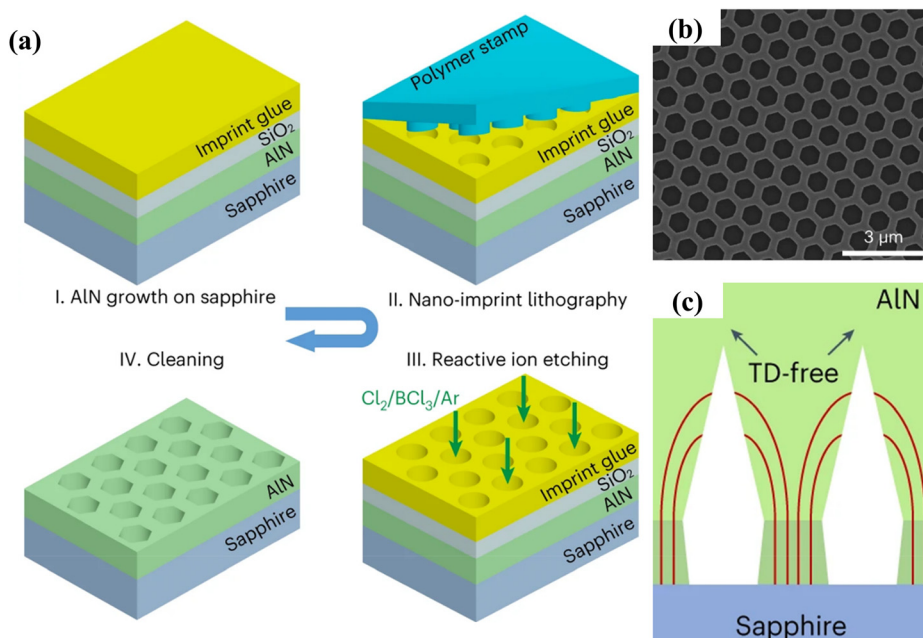 (a)
Imprint glue
SiO₂
AlN
Sapphire
I. AlN growth on sapphire
Polymer stamp
Imprint glue
SiO₂
AlN
Sapphire
II. Nano-imprint lithography
IV. Cleaning
AlN
Sapphire
III. Reactive ion etching
Cl₂/BCl₃/Ar
Imprint glue
SiO₂
AlN
Sapphire
(b)
3 μm
(c)
AlN
TD-free
Sapphire